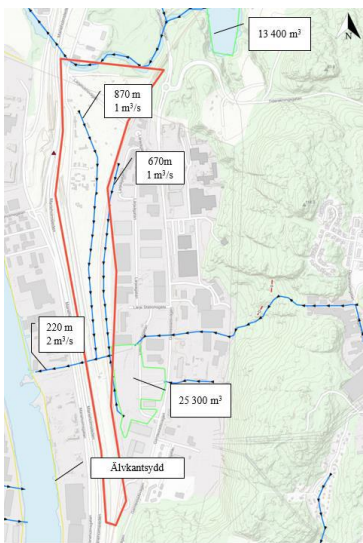 13 400 m³
N
870 m
1 m³/s
670m
1 m³/s
220 m
2 m³/s
25 300 m³
Älvkantsydd